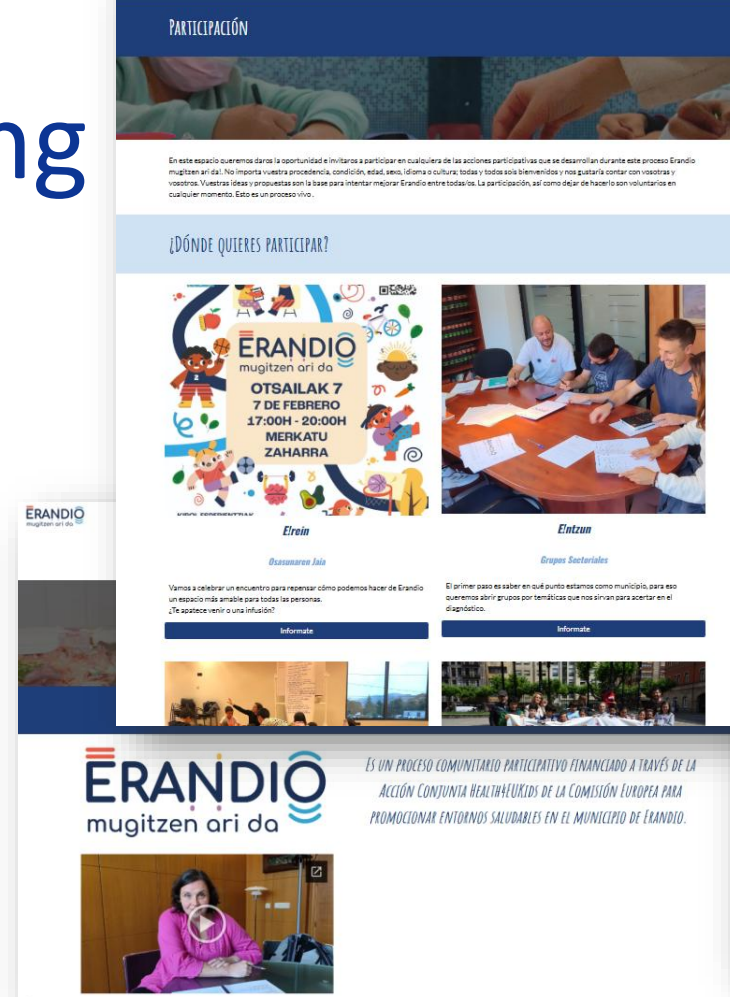 ng
PARTICIPACIÓN
En este espacio queremos daros la oportunidad e invitaros a participar en cualquiera de las acciones participativas que se desarrollan durante este proceso Erandio
mugitzen ari da!. No importa vuestra procedencia, condición, edad, sexo, idioma o cultura; todas y todos sois bienvenidos y nos gustaría contar con vosotras y
vosotros. Vuestras ideas y propuestas son la base para intentar mejorar Erandio entre todas/os. La participación, así como dejar de hacerlo son voluntarios en
cualquier momento. Esto es un proceso vivo.
¿DÓNDE QUIERES PARTICIPAR?
ERANDIO
mugitzen ari da
OTSAILAK 7
7 DE FEBRERO
17:00H - 20:00H
MERKATU
ZAHARRA
KIROL ESPERIENTZIAK
E!rein
Osasunaren Jaia
Vamos a celebrar un encuentro para repensar cómo podemos hacer de Erandio
un espacio más amable para todas las personas.
¿Te apatece venir o una infusión?
Informate
E!ntzun
Grupos Sectoriales
El primer paso es saber en qué punto estamos como municipio, para eso
queremos abrir grupos por temáticas que nos sirvan para acertar en el
diagnóstico.
Informate
ERANDIO
mugitzen ari da
ERANDIO
mugitzen ari da
ES UN PROCESO COMUNITARIO PARTICIPATIVO FINANCIADO A TRAVÉS DE LA
ACCIÓN CONJUNTA HEALTH4EUKIDS DE LA COMISIÓN EUROPEA PARA
PROMOCIONAR ENTORNOS SALUDABLES EN EL MUNICIPIO DE ERANDIO.